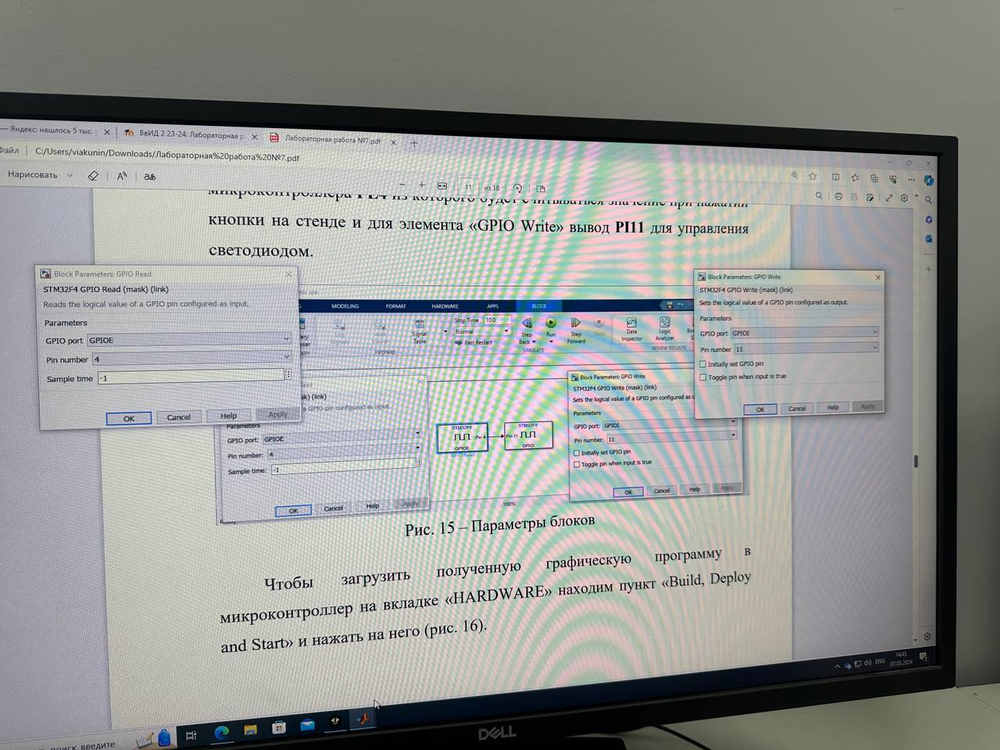 — Яндекс: нашлось 5 тыс.
ВвИД 2 23-24: Лабораторная р
Лабораторная работа №7.pdf
Файл
C:/Users/viakunin/Downloads/Лабораторная%20работа%20№7.pdf
Нарисовать
аあ
11
из 18
микроконтроллера PE4 из которого будет считываться значение при нажатии
кнопки на стенде и для элемента «GPIO Write» вывод PI11 для управления
светодиодом.
Block Parameters: GPIO Read
STM32F4 GPIO Read (mask) (link)
Reads the logical value of a GPIO pin configured as input.
Parameters
GPIO port GPIOE
Pin number 4
Sample time -1
OK Cancel Help Apply
MODELING FORMAT HARDWARE APPS BLOCK
Signal
Table
PREPARE
Stop Time 10.0
Normal
Fast Restart
Step
Back
Run
Step
Forward
Stop
SIMULATE
Data
Inspector
Logic
Analyzer
REVIEW RESULTS
Block Parameters: GPIO Write
STM32F4 GPIO Write (mask) (link)
Sets the logical value of a GPIO pin configured as output.
Parameters
GPIO port GPIOI
Pin number 11
Initially set GPIO pin
Toggle pin when input is true
OK Cancel Help Apply
(link)
a GPIO pin configured as input.
Parameters
GPIO port: GPIOE
Pin number: 4
Sample time: -1
OK Cancel Help Apply
STM32F4
Pin 4
GPIOE
GPIO Read
STM32F4
Pin 11
GPIOI
Block Parameters: GPIO Write
STM32F4 GPIO Write (mask) (link)
Sets the logical value of a GPIO pin configured as
Parameters
GPIO port: GPIOI
Pin number: 11
Initially set GPIO pin
Toggle pin when input is true
OK Cancel Help Apply
100%
Рис. 15 – Параметры блоков
Чтобы загрузить полученную графическую программу в
микроконтроллер на вкладке «HARDWARE» находим пункт «Build, Deploy
and Start» и нажать на него (рис. 16).
поиск, введите
ENG
14:43
07.05.2024
DELL